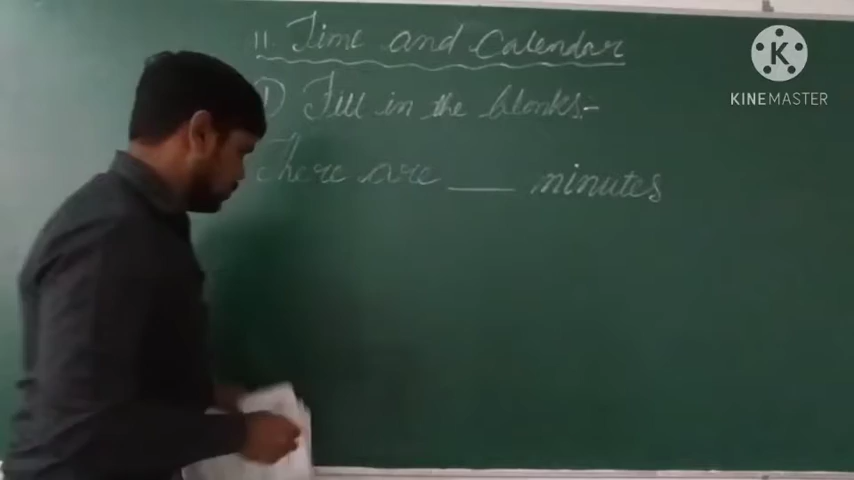 11. Time and Calendar
1) Fill in the blanks:-
There are ___ minutes
K
KINEMASTER